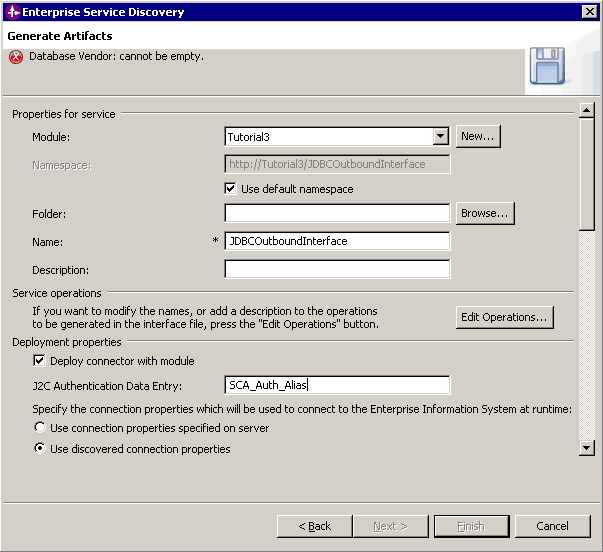 Enterprise Service Discovery
Generate Artifacts
Database Vendor: cannot be empty.
Properties for service
Module: Tutorial3 New...
Namespace: http://Tutorial3/JDBCOutboundInterface
Use default namespace
Folder: Browse...
Name: * JDBCOutboundInterface
Description:
Service operations
If you want to modify the names, or add a description to the operations
to be generated in the interface file, press the "Edit Operations" button. Edit Operations...
Deployment properties
Deploy connector with module
J2C Authentication Data Entry: SCA_Auth_Alias
Specify the connection properties which will be used to connect to the Enterprise Information System at runtime:
Use connection properties specified on server
Use discovered connection properties
< Back Next > Finish Cancel